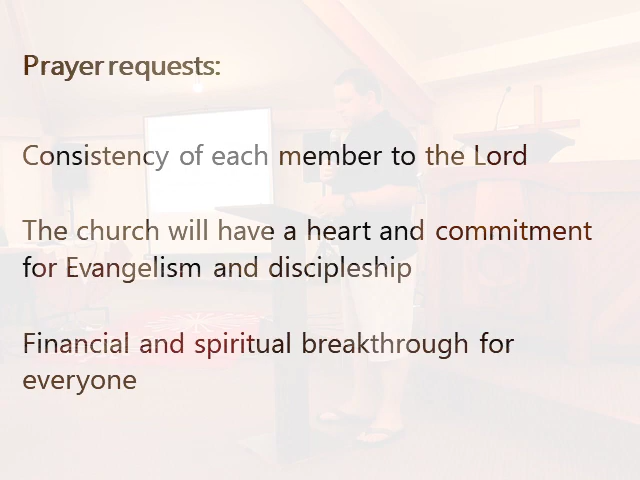 Prayer requests:
Consistency of each member to the Lord
The church will have a heart and commitment
for Evangelism and discipleship
Financial and spiritual breakthrough for
everyone